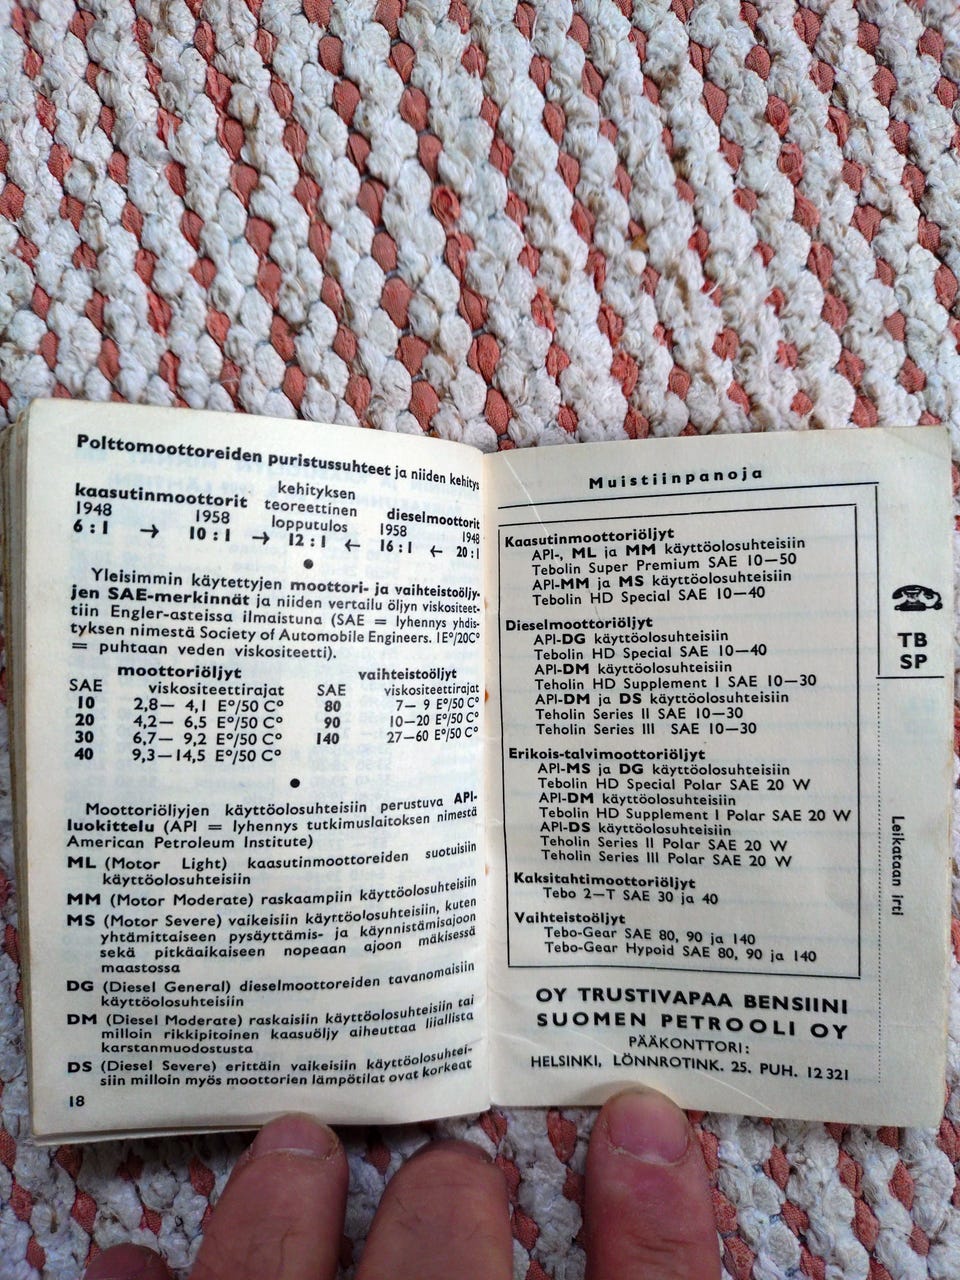 Polttomoottoreiden puristussuhteet ja niiden kehitys
kaasutinmoottorit kehityksen teoreettinen lopputulos dieselmoottorit
1948 1958 1958 1948
6 : 1 → 10 : 1 → 12 : 1 ← 16 : 1 ← 20 : 1
●
Yleisimmin käytettyjen moottori- ja vaihteistoöljy-
jen SAE-merkinnät ja niiden vertailu öljyn viskositeet-
tiin Engler-asteissa ilmaistuna (SAE = lyhennys yhdis-
tyksen nimestä Society of Automobile Engineers. 1E°/20C°
= puhtaan veden viskositeetti).
moottoriöljyt vaihteistoöljyt
SAE viskositeettirajat SAE viskositeettirajat
10 2,8— 4,1 E°/50 C° 80 7— 9 E°/50 C°
20 4,2— 6,5 E°/50 C° 90 10—20 E°/50 C°
30 6,7— 9,2 E°/50 C° 140 27—60 E°/50 C°
40 9,3—14,5 E°/50 C°
●
Moottoriöljyjen käyttöolosuhteisiin perustuva API-
luokittelu (API = lyhennys tutkimuslaitoksen nimestä
American Petroleum Institute)
ML (Motor Light) kaasutinmoottoreiden suotuisiin
käyttöolosuhteisiin
MM (Motor Moderate) raskaampiin käyttöolosuhteisiin
MS (Motor Severe) vaikeisiin käyttöolosuhteisiin, kuten
yhtämittaiseen pysäyttämis- ja käynnistämisajoon
sekä pitkäaikaiseen nopeaan ajoon mäkisessä
maastossa
DG (Diesel General) dieselmoottoreiden tavanomaisiin
käyttöolosuhteisiin
DM (Diesel Moderate) raskaisiin käyttöolosuhteisiin tai
milloin rikkipitoinen kaasuöljy aiheuttaa liiallista
karstanmuodostusta
DS (Diesel Severe) erittäin vaikeisiin käyttöolosuhtei-
siin milloin myös moottorien lämpötilat ovat korkeat
18
Muistiinpanoja
Kaasutinmoottoriöljyt
API-, ML ja MM käyttöolosuhteisiin
Tebolin Super Premium SAE 10—50
API-MM ja MS käyttöolosuhteisiin
Tebolin HD Special SAE 10—40
Dieselmoottoriöljyt
API-DG käyttöolosuhteisiin
Tebolin HD Special SAE 10—40
API-DM käyttöolosuhteisiin
Teholin HD Supplement I SAE 10—30
API-DM ja DS käyttöolosuhteisiin
Teholin Series II SAE 10—30
Teholin Series III SAE 10—30
Erikois-talvimoottoriöljyt
API-MS ja DG käyttöolosuhteisiin
Tebolin HD Special Polar SAE 20 W
API-DM käyttöolosuhteisiin
Tebolin HD Supplement I Polar SAE 20 W
API-DS käyttöolosuhteisiin
Teholin Series II Polar SAE 20 W
Teholin Series III Polar SAE 20 W
Kaksitahtimoottoriöljyt
Tebo 2—T SAE 30 ja 40
Vaihteistoöljyt
Tebo-Gear SAE 80, 90 ja 140
Tebo-Gear Hypoid SAE 80, 90 ja 140
OY TRUSTIVAPAA BENSIINI
SUOMEN PETROOLI OY
PÄÄKONTTORI:
HELSINKI, LÖNNROTINK. 25. PUH. 12 321
TB
SP
Leikataan irti